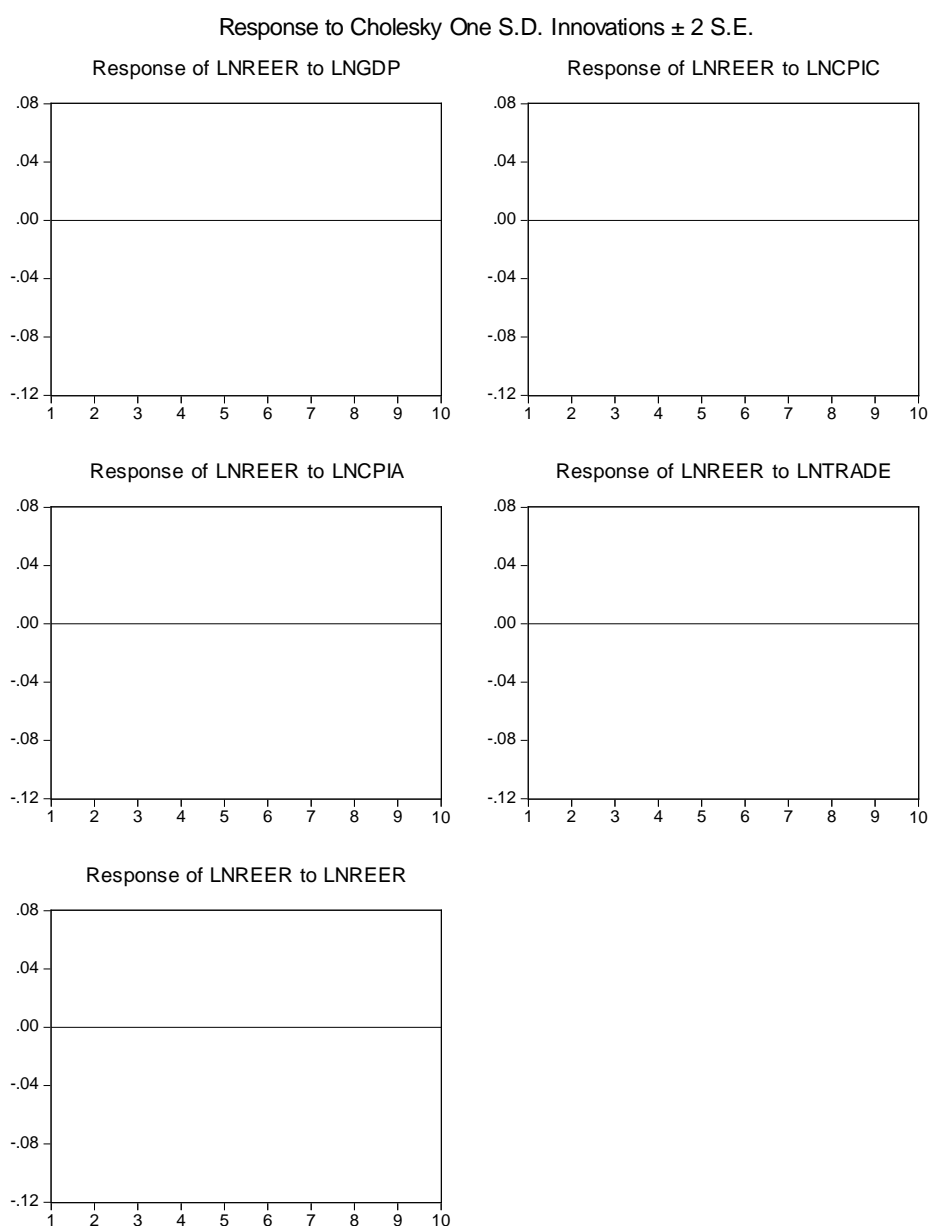 Response to Cholesky One S.D. Innovations ± 2 S.E.
Response of LNREER to LNGDP
.08
.04
.00
-.04
-.08
-.12
1 2 3 4 5 6 7 8 9 10
Response of LNREER to LNCPIC
.08
.04
.00
-.04
-.08
-.12
1 2 3 4 5 6 7 8 9 10
Response of LNREER to LNCPIA
.08
.04
.00
-.04
-.08
-.12
1 2 3 4 5 6 7 8 9 10
Response of LNREER to LNTRADE
.08
.04
.00
-.04
-.08
-.12
1 2 3 4 5 6 7 8 9 10
Response of LNREER to LNREER
.08
.04
.00
-.04
-.08
-.12
1 2 3 4 5 6 7 8 9 10